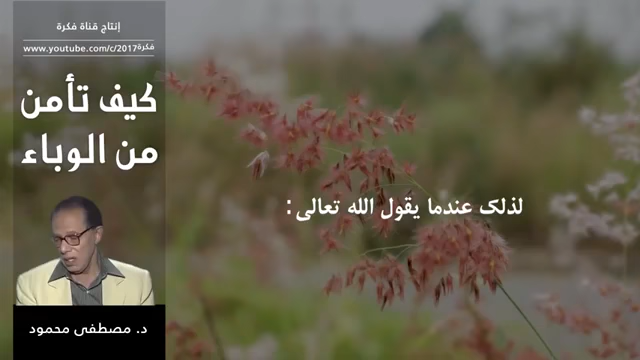 إنتاج قناة فكرة
www.youtube.com/c/2017فكرة
كيف تأمن
من الوباء
لذلك عندما يقول الله تعالى :
د. مصطفى محمود